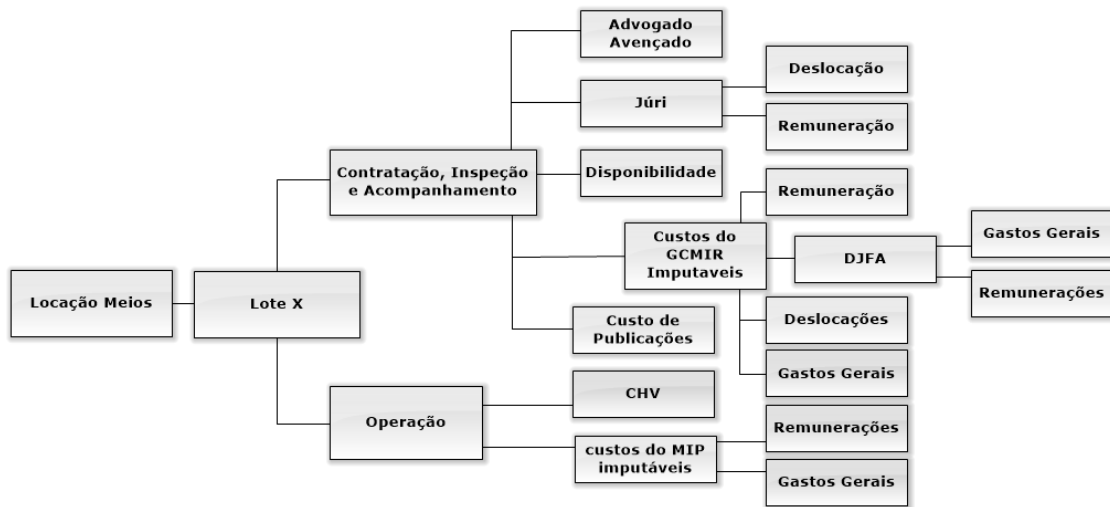 Locação Meios
Lote X
Contratação, Inspeção
e Acompanhamento
Advogado
Avençado
Júri
Deslocação
Remuneração
Disponibilidade
Custos do
GCMIR
Imputaveis
Remuneração
DJFA
Gastos Gerais
Remunerações
Deslocações
Gastos Gerais
Custo de
Publicações
Operação
CHV
custos do MIP
imputáveis
Remunerações
Gastos Gerais